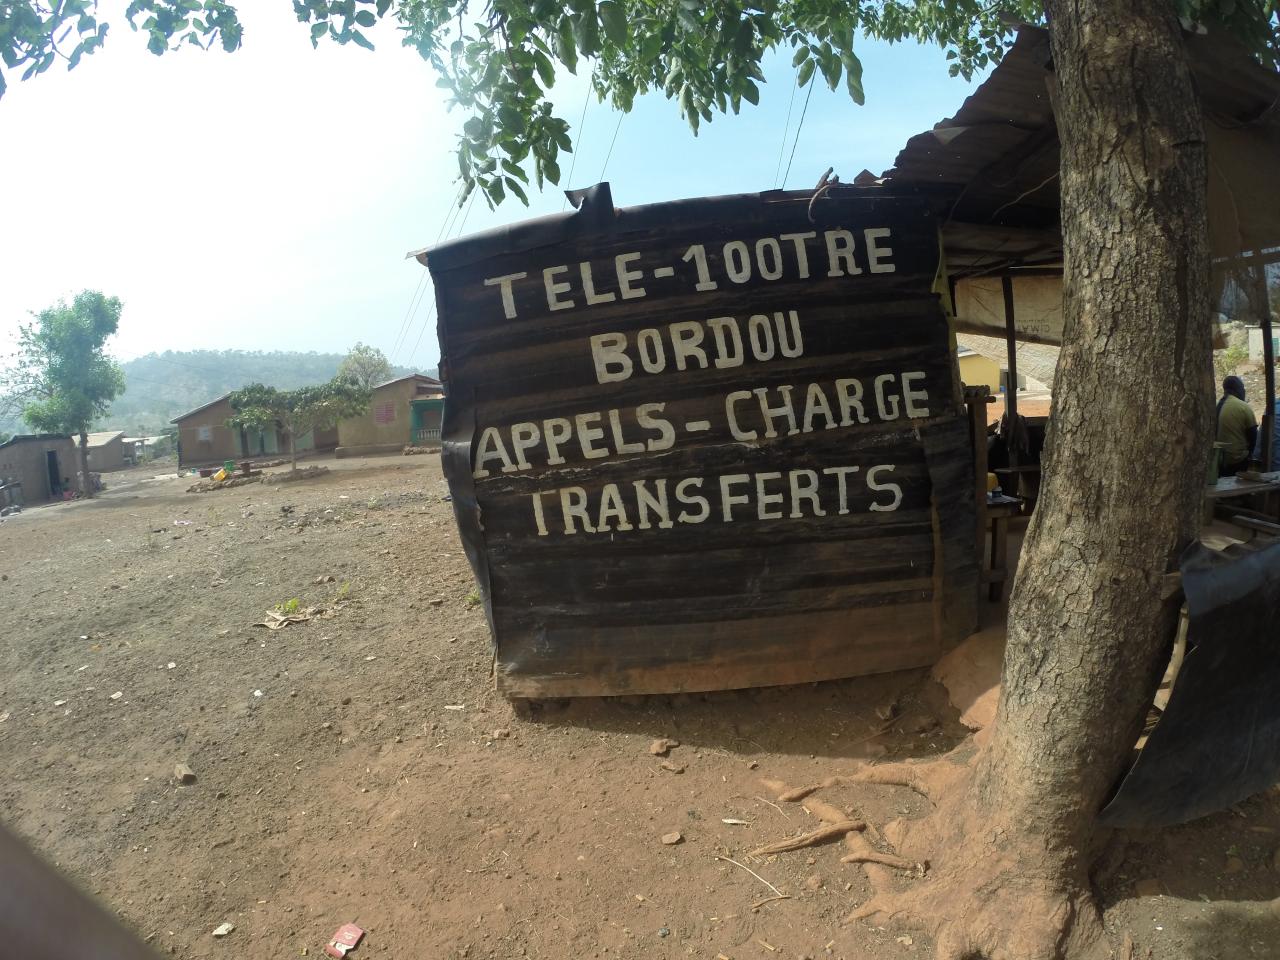 TELE-100TRE
BORDOU
APPELS-CHARGE
TRANSFERTS